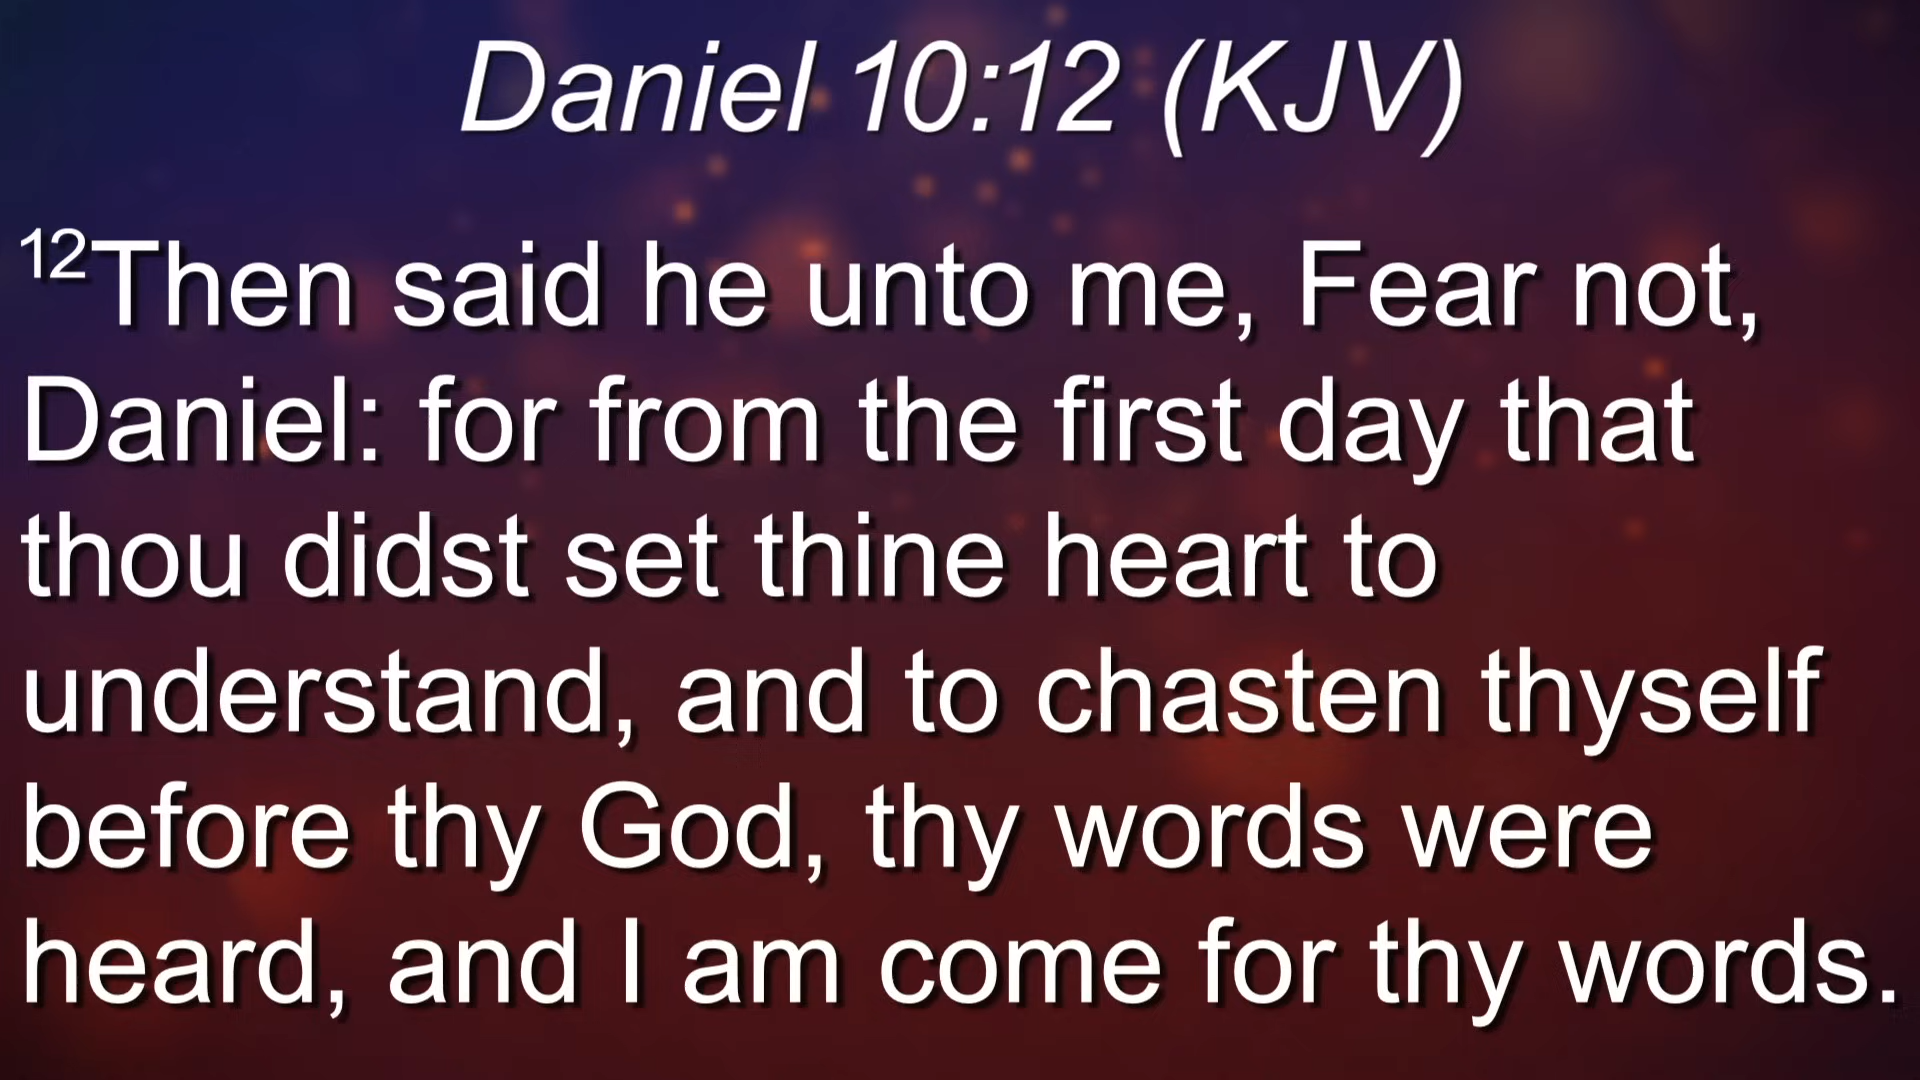 Daniel 10:12 (KJV)
12Then said he unto me, Fear not,
Daniel: for from the first day that
thou didst set thine heart to
understand, and to chasten thyself
before thy God, thy words were
heard, and I am come for thy words.